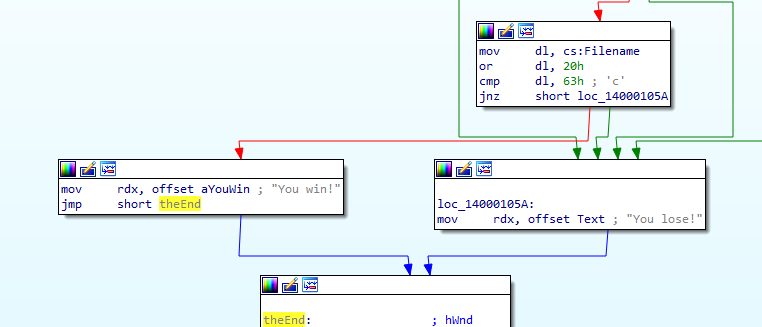 mov dl, cs:Filename
or dl, 20h
cmp dl, 63h ; 'c'
jnz short loc_14000105A
mov rdx, offset aYouWin ; "You win!"
jmp short theEnd
loc_14000105A:
mov rdx, offset Text ; "You lose!"
theEnd: ; hWnd